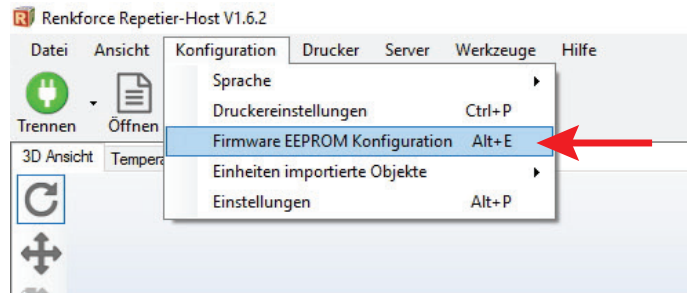 Renkforce Repetier-Host V1.6.2
Datei Ansicht Konfiguration Drucker Server Werkzeuge Hilfe
Sprache
Druckereinstellungen Ctrl+P
Firmware EEPROM Konfiguration Alt+E
Einheiten importierte Objekte
Einstellungen Alt+P
Trennen Öffnen
3D Ansicht Tempera